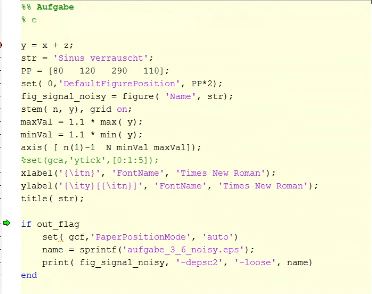 %% Aufgabe
% c
y = x + z;
str = 'Sinus verrauscht';
PP = [80 120 290 110];
set( 0,'DefaultFigurePosition', PP*2);
fig_signal_noisy = figure( 'Name', str);
stem( n, y), grid on;
maxVal = 1.1 * max( y);
minVal = 1.1 * min( y);
axis( [ n(1)-1 N minVal maxVal]);
%set(gca,'ytick',[0:1:5]);
xlabel('{\itn}', 'FontName', 'Times New Roman');
ylabel('{\ity}[{\itn}]', 'FontName', 'Times New Roman');
title( str);
if out_flag
set( gcf,'PaperPositionMode', 'auto')
name = sprintf('aufgabe_3_6_noisy.eps');
print( fig_signal_noisy, '-depsc2', '-loose', name)
end